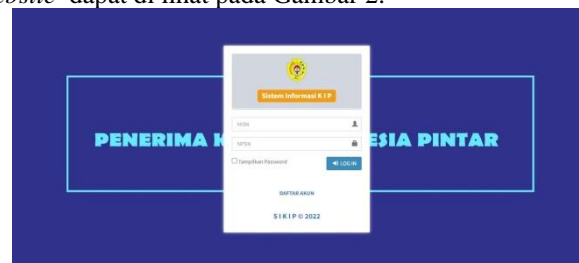 ebsite dapat di lihat pada Gambar 2.
Sistem Informasi K I P
PENERIMA K
ESIA PINTAR
NISN
NPSN
Tampilkan Password
LOG IN
DAFTAR AKUN
S I K I P © 2022